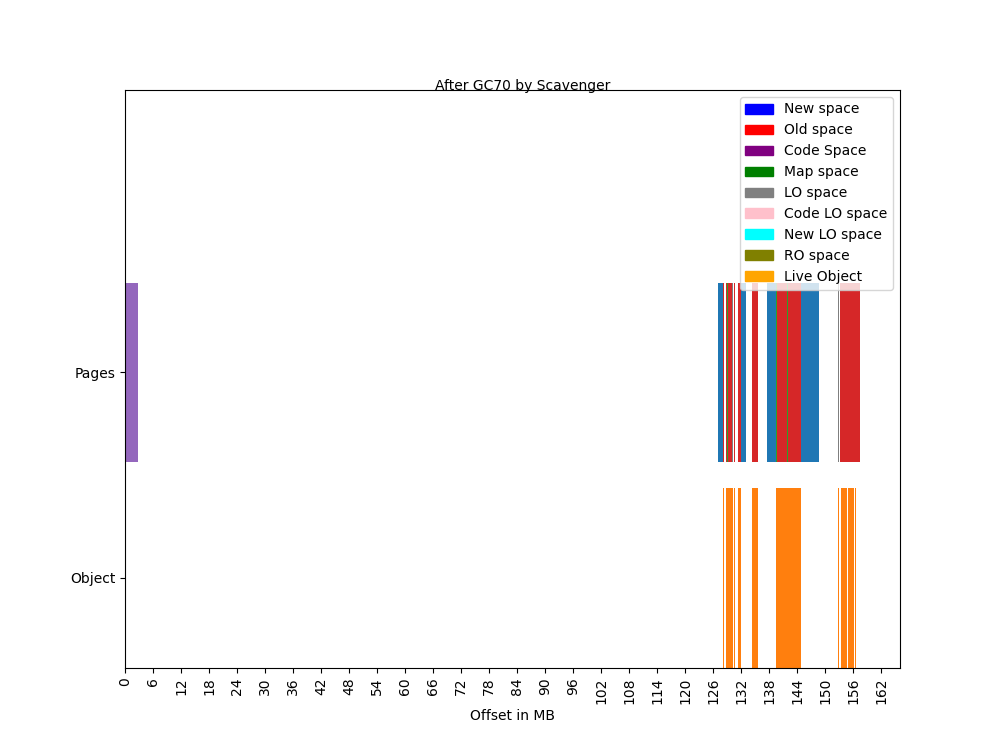 After GC70 by Scavenger
New space
Old space
Code Space
Map space
LO space
Code LO space
New LO space
RO space
Live Object
Pages
Object
0 6 12 18 24 30 36 42 48 54 60 66 72 78 84 90 96 102 108 114 120 126 132 138 144 150 156 162
Offset in MB